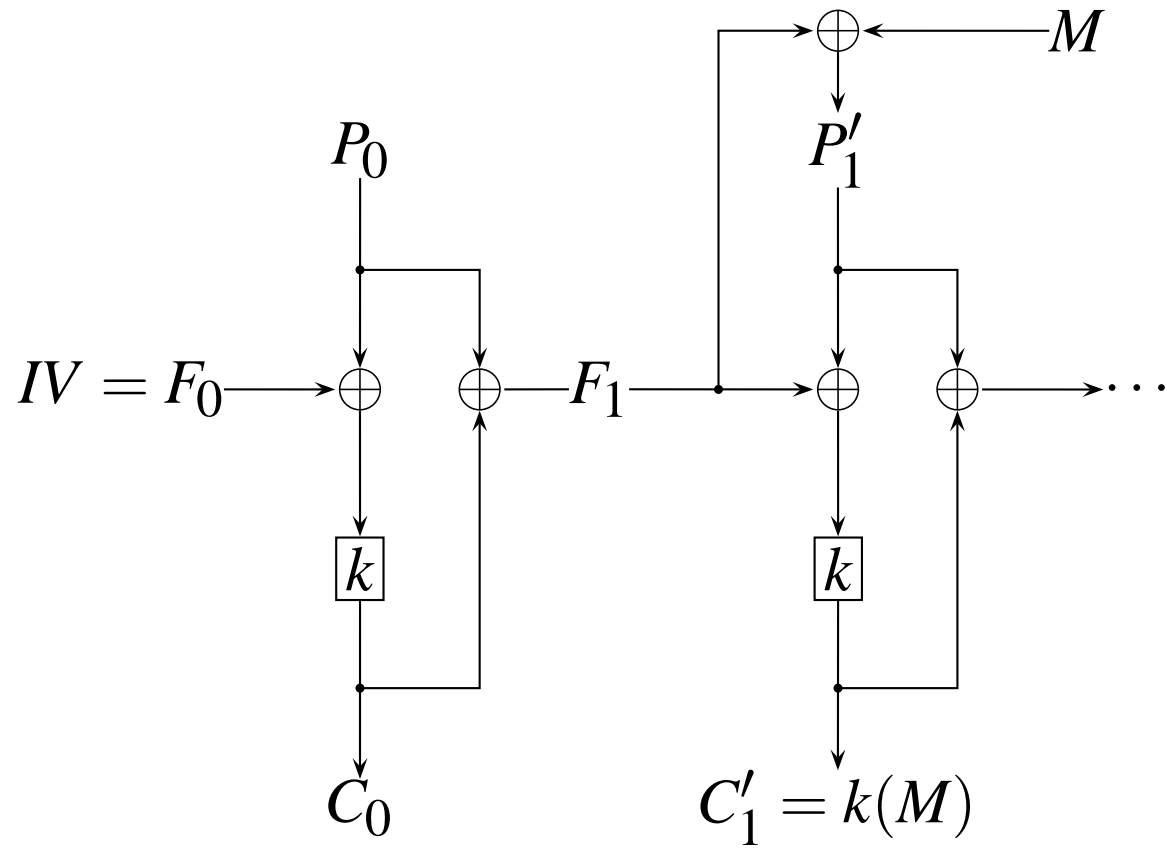 M
P₀ P′₁
IV = F₀ F₁ ···
k k
C₀ C′₁ = k(M)